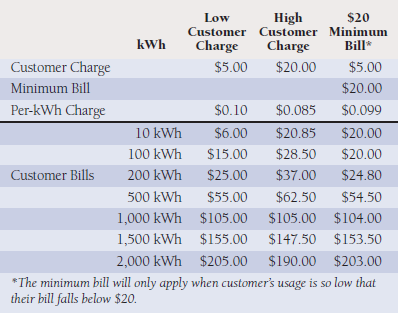 kWh Low Customer Charge High Customer Charge $20 Minimum Bill*
Customer Charge $5.00 $20.00 $5.00
Minimum Bill $20.00
Per-kWh Charge $0.10 $0.085 $0.099
10 kWh $6.00 $20.85 $20.00
100 kWh $15.00 $28.50 $20.00
Customer Bills 200 kWh $25.00 $37.00 $24.80
500 kWh $55.00 $62.50 $54.50
1,000 kWh $105.00 $105.00 $104.00
1,500 kWh $155.00 $147.50 $153.50
2,000 kWh $205.00 $190.00 $203.00
*The minimum bill will only apply when customer's usage is so low that
their bill falls below $20.